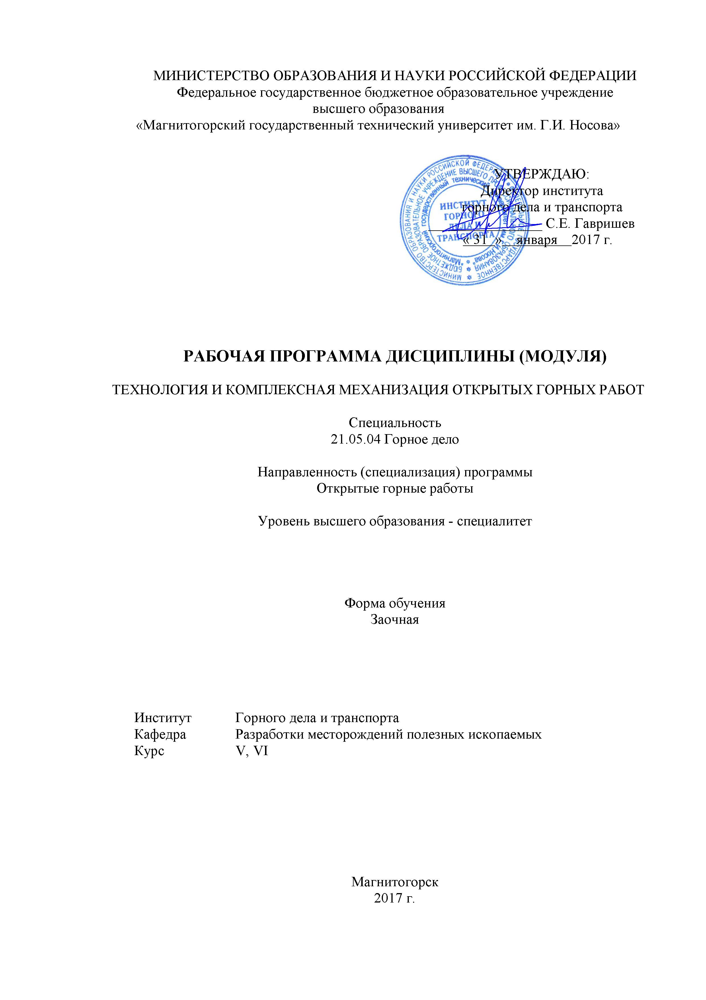 МИНИСТЕРСТВО ОБРАЗОВАНИЯ И НАУКИ РОССИЙСКОЙ ФЕДЕРАЦИИ
Федеральное государственное бюджетное образовательное учреждение
высшего образования
«Магнитогорский государственный технический университет им. Г.И. Носова»
УТВЕРЖДАЮ:
Директор института
горного дела и транспорта
С.Е. Гавришев
« 31 » января 2017 г.
МИНИСТЕРСТВО ОБРАЗОВАНИЯ И НАУКИ РОССИЙСКОЙ ФЕДЕРАЦИИ * ФЕДЕРАЛЬНОЕ ГОСУДАРСТВЕННОЕ *
БЮДЖЕТНОЕ ОБРАЗОВАТЕЛЬНОЕ УЧРЕЖДЕНИЕ ВЫСШЕГО ПРОФЕССИОНАЛЬНОГО ОБРАЗОВАНИЯ *
"Магнитогорский государственный технический университет им. Г.И. Носова" *
ИНСТИТУТ
ГОРНОГО
ДЕЛА И
ТРАНСПОРТА
РАБОЧАЯ ПРОГРАММА ДИСЦИПЛИНЫ (МОДУЛЯ)
ТЕХНОЛОГИЯ И КОМПЛЕКСНАЯ МЕХАНИЗАЦИЯ ОТКРЫТЫХ ГОРНЫХ РАБОТ
Специальность
21.05.04 Горное дело
Направленность (специализация) программы
Открытые горные работы
Уровень высшего образования - специалитет
Форма обучения
Заочная
Институт Горного дела и транспорта
Кафедра Разработки месторождений полезных ископаемых
Курс V, VI
Магнитогорск
2017 г.